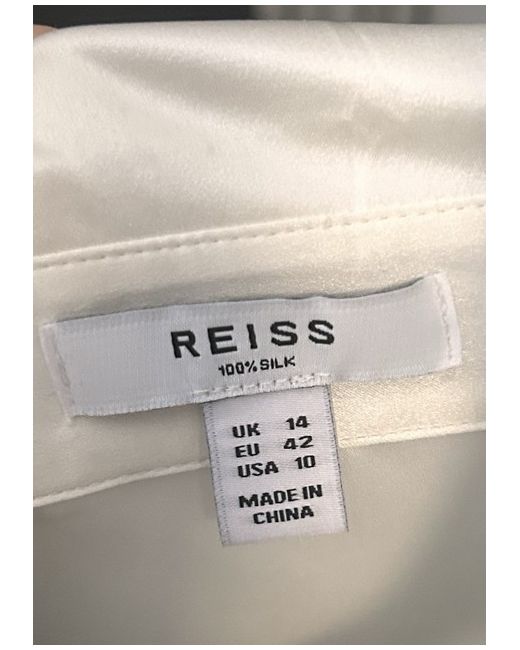 REISS
100% SILK
UK 14
EU 42
USA 10
MADE IN
CHINA